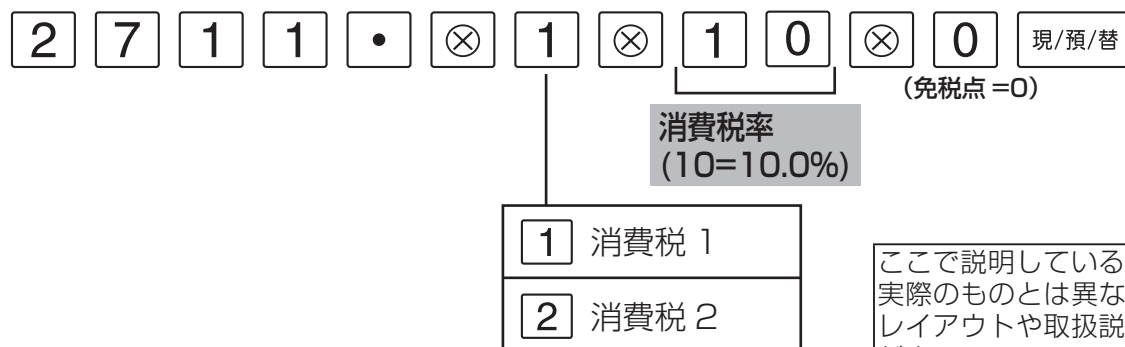 2 7 1 1 • ⊗ 1 ⊗ 1 0 ⊗ 0 現/預/替
(免税点=0)
消費税率
(10=10.0%)
1 消費税 1
2 消費税 2
ここで説明している
実際のものとは異な
レイアウトや取扱説